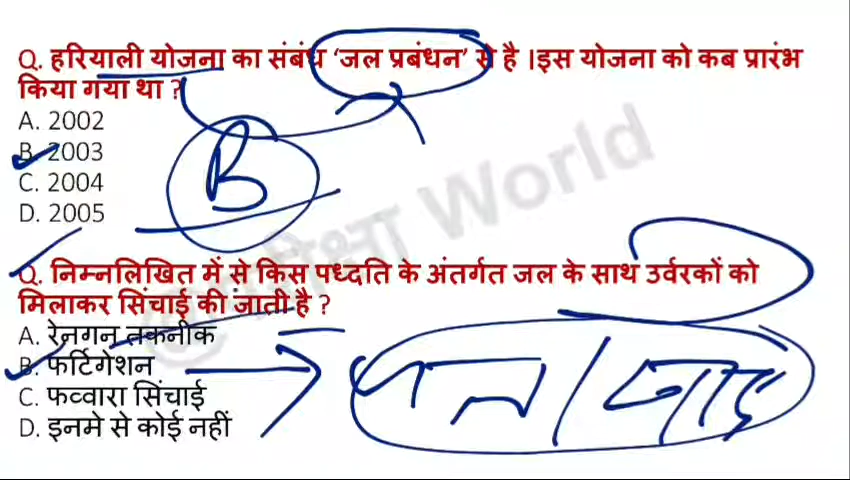 Q. हरियाली योजना का संबंध ‘जल प्रबंधन’ से है ।इस योजना को कब प्रारंभ
किया गया था ?
A. 2002
B. 2003
C. 2004
D. 2005
B
Q. निम्नलिखित में से किस पध्दति के अंतर्गत जल के साथ उर्वरकों को
मिलाकर सिंचाई की जाती है ?
A. रेनगन तकनीक
B. फर्टिगेशन
C. फव्वारा सिंचाई
D. इनमे से कोई नहीं
World